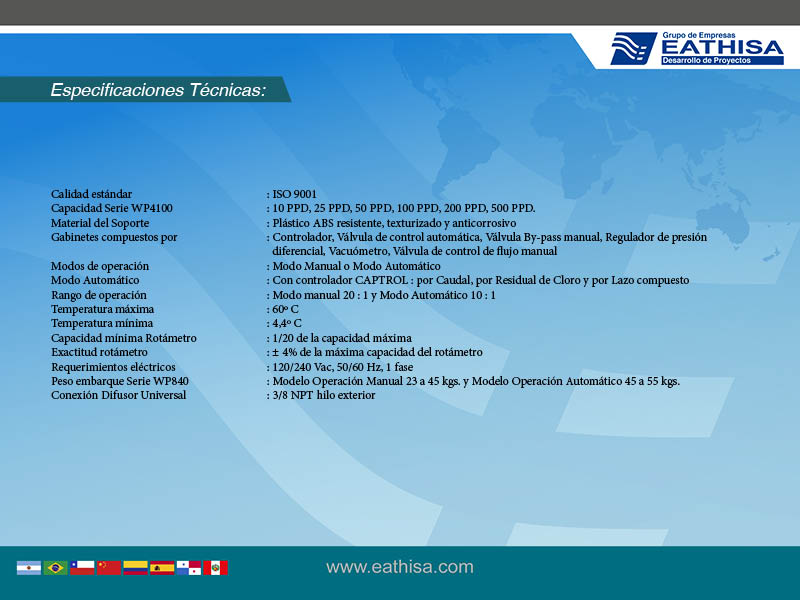 Grupo de Empresas
EATHISA
Desarrollo de Proyectos
Especificaciones Técnicas:
Calidad estándar : ISO 9001
Capacidad Serie WP4100 : 10 PPD, 25 PPD, 50 PPD, 100 PPD, 200 PPD, 500 PPD.
Material del Soporte : Plástico ABS resistente, texturizado y anticorrosivo
Gabinetes compuestos por : Controlador, Válvula de control automática, Válvula By-pass manual, Regulador de presión
diferencial, Vacuómetro, Válvula de control de flujo manual
Modos de operación : Modo Manual o Modo Automático
Modo Automático : Con controlador CAPTROL : por Caudal, por Residual de Cloro y por Lazo compuesto
Rango de operación : Modo manual 20 : 1 y Modo Automático 10 : 1
Temperatura máxima : 60º C
Temperatura mínima : 4,4º C
Capacidad mínima Rotámetro : 1/20 de la capacidad máxima
Exactitud rotámetro : ± 4% de la máxima capacidad del rotámetro
Requerimientos eléctricos : 120/240 Vac, 50/60 Hz, 1 fase
Peso embarque Serie WP840 : Modelo Operación Manual 23 a 45 kgs. y Modelo Operación Automático 45 a 55 kgs.
Conexión Difusor Universal : 3/8 NPT hilo exterior
www.eathisa.com